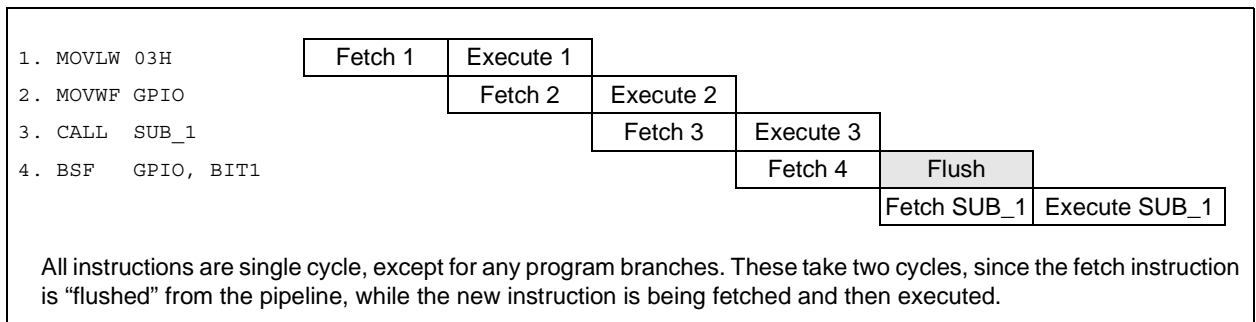 1. MOVLW 03H Fetch 1 Execute 1
2. MOVWF GPIO Fetch 2 Execute 2
3. CALL SUB_1 Fetch 3 Execute 3
4. BSF GPIO, BIT1 Fetch 4 Flush
Fetch SUB_1 Execute SUB_1
All instructions are single cycle, except for any program branches. These take two cycles, since the fetch instruction
is “flushed” from the pipeline, while the new instruction is being fetched and then executed.